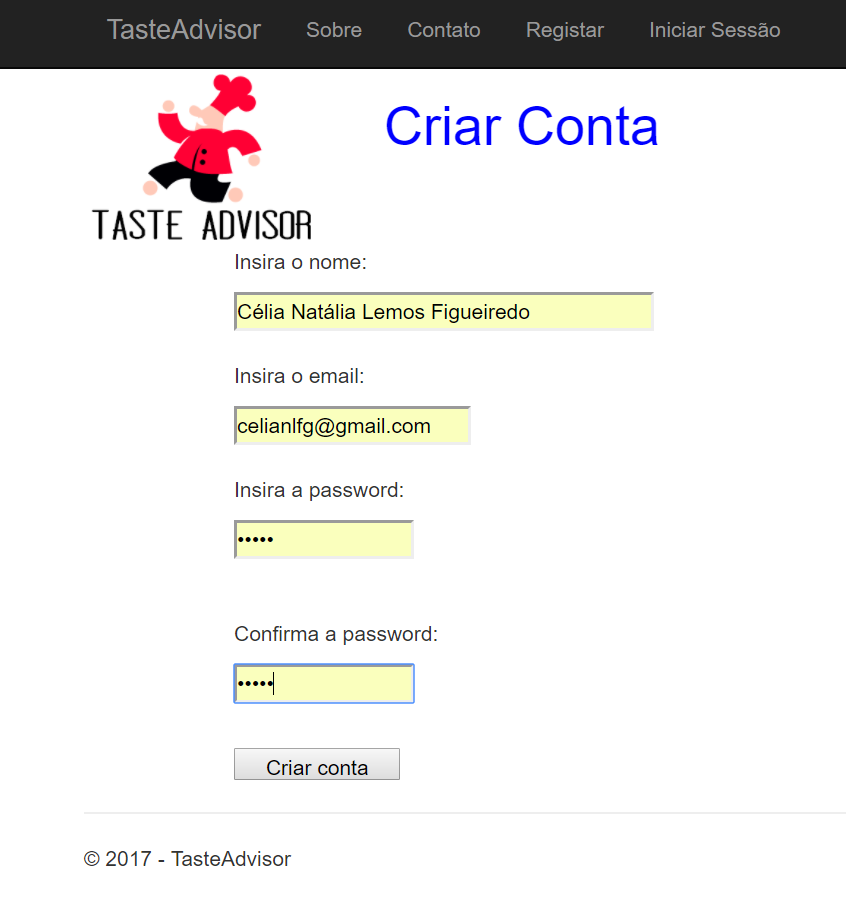 TasteAdvisor Sobre Contato Registar Iniciar Sessão
Criar Conta
TASTE ADVISOR
Insira o nome:
Célia Natália Lemos Figueiredo
Insira o email:
celianlfg@gmail.com
Insira a password:
•••••
Confirma a password:
•••••
Criar conta
© 2017 - TasteAdvisor